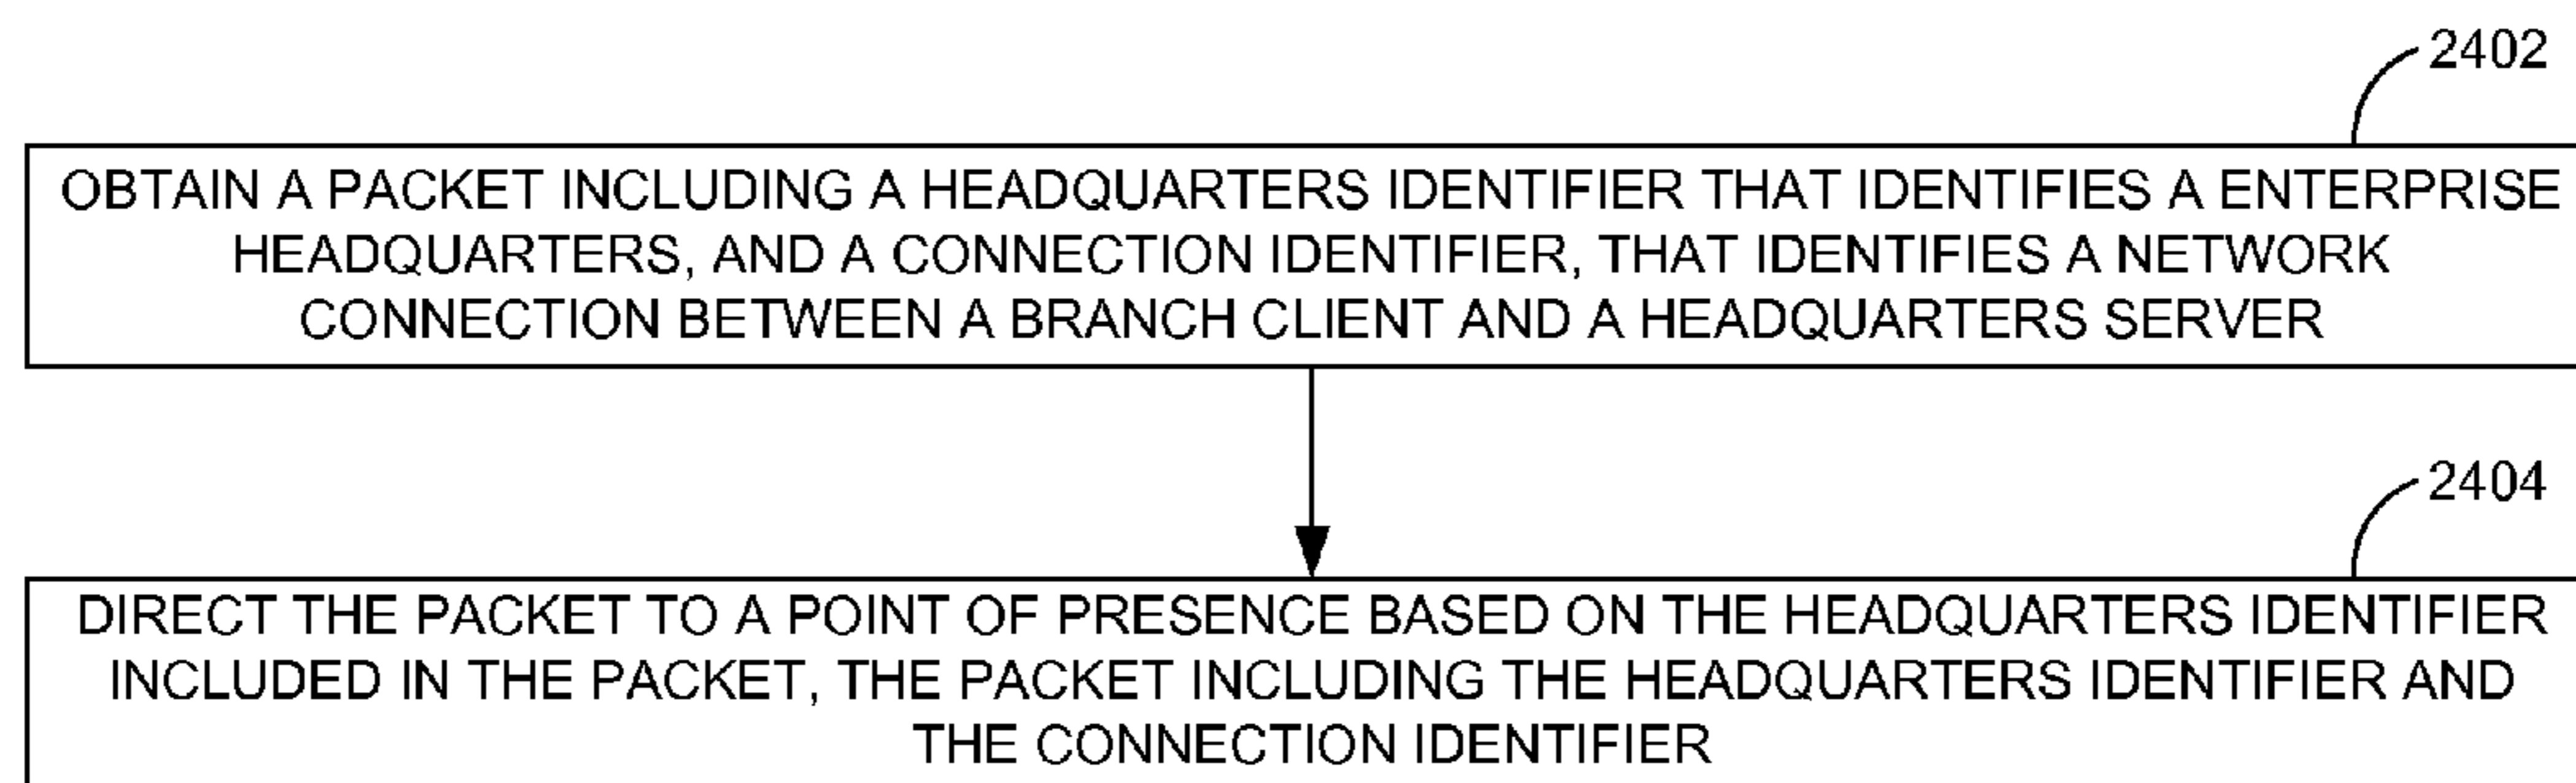 2402
OBTAIN A PACKET INCLUDING A HEADQUARTERS IDENTIFIER THAT IDENTIFIES A ENTERPRISE
HEADQUARTERS, AND A CONNECTION IDENTIFIER, THAT IDENTIFIES A NETWORK
CONNECTION BETWEEN A BRANCH CLIENT AND A HEADQUARTERS SERVER
2404
DIRECT THE PACKET TO A POINT OF PRESENCE BASED ON THE HEADQUARTERS IDENTIFIER
INCLUDED IN THE PACKET, THE PACKET INCLUDING THE HEADQUARTERS IDENTIFIER AND
THE CONNECTION IDENTIFIER